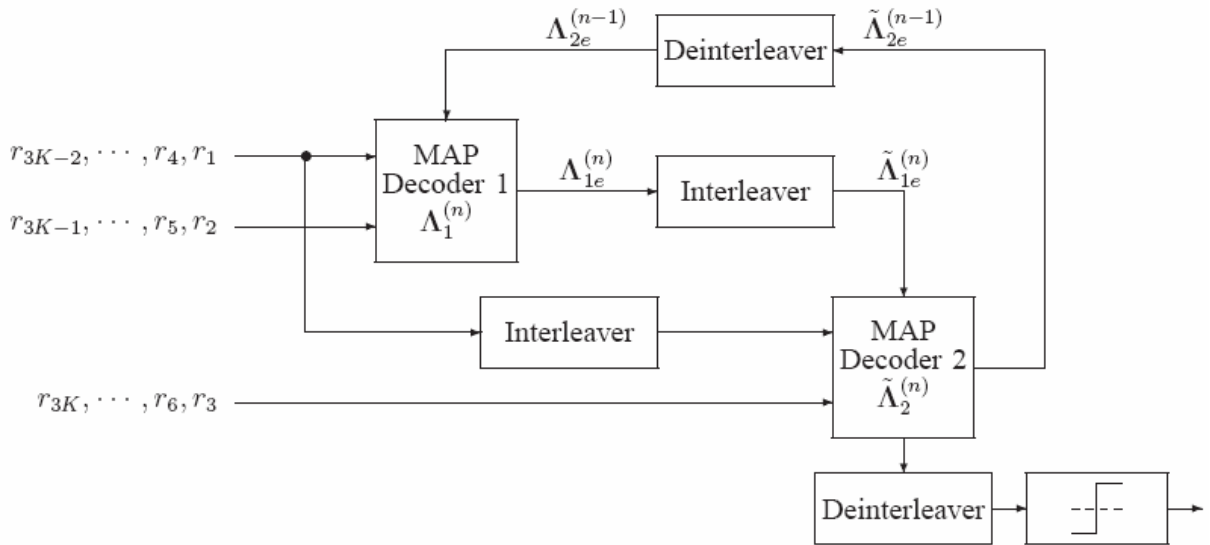 Λ_{2e}^{(n−1)}
Deinterleaver
Λ̃_{2e}^{(n−1)}
r_{3K−2}, ⋯ , r_4, r_1
MAP
Decoder 1
Λ_1^{(n)}
Λ_{1e}^{(n)}
Interleaver
Λ̃_{1e}^{(n)}
r_{3K−1}, ⋯ , r_5, r_2
Interleaver
MAP
Decoder 2
Λ̃_2^{(n)}
r_{3K}, ⋯ , r_6, r_3
Deinterleaver